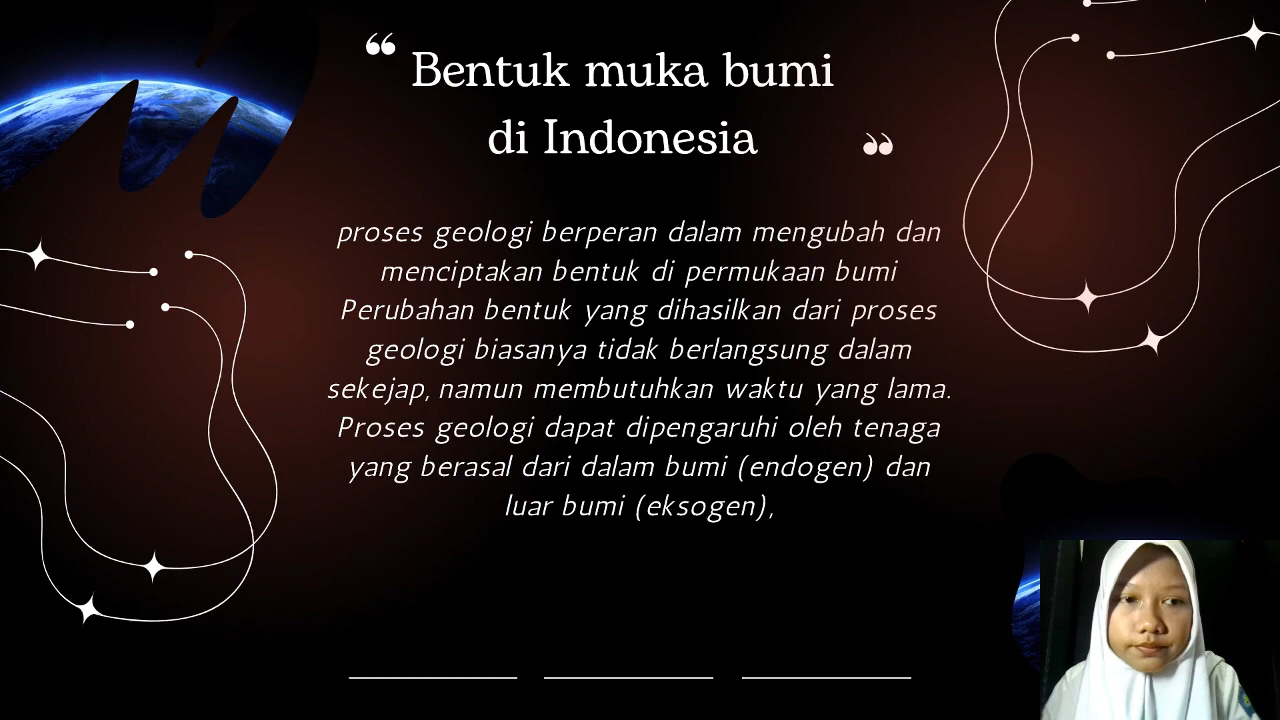 “ Bentuk muka bumi
di Indonesia ”
proses geologi berperan dalam mengubah dan
menciptakan bentuk di permukaan bumi
Perubahan bentuk yang dihasilkan dari proses
geologi biasanya tidak berlangsung dalam
sekejap, namun membutuhkan waktu yang lama.
Proses geologi dapat dipengaruhi oleh tenaga
yang berasal dari dalam bumi (endogen) dan
luar bumi (eksogen),